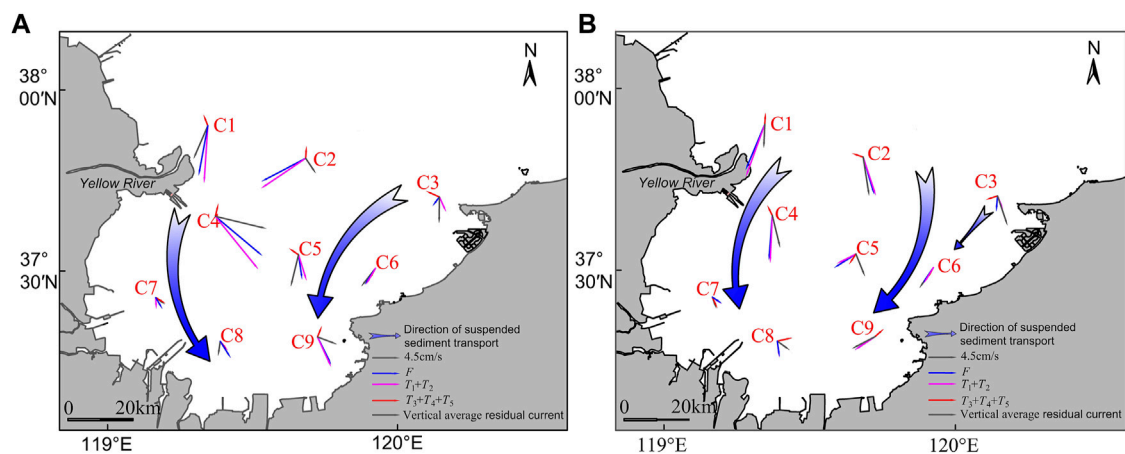 A
N
38°
00′N
C1
C2
Yellow River
C3
C4
C5
C6
37°
30′N
C7
C8
C9
Direction of suspended
sediment transport
4.5cm/s
F
T1+T2
T3+T4+T5
Vertical average residual current
0 20km
119°E
120°E
B
N
38°
00′N
C1
C2
Yellow River
C3
C4
C5
C6
37°
30′N
C7
C8
C9
Direction of suspended
sediment transport
4.5cm/s
F
T1+T2
T3+T4+T5
Vertical average residual current
0 20km
119°E
120°E